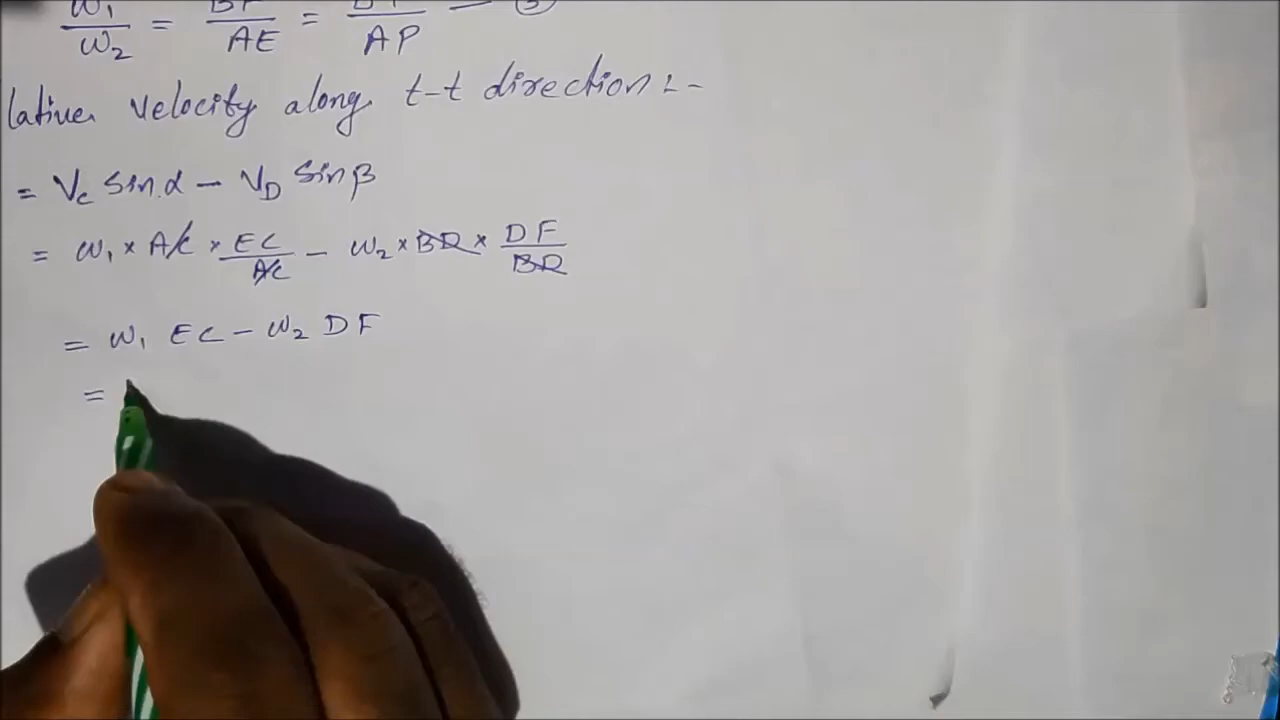 ω₁/ω₂ = BF/AE = BP/AP — ③
lative velocity along t-t direction :-
= Vc Sin α - VD Sin β
= ω₁ × AC × EC/AC - ω₂ × BD × DF/BD
= ω₁ EC - ω₂ DF
=